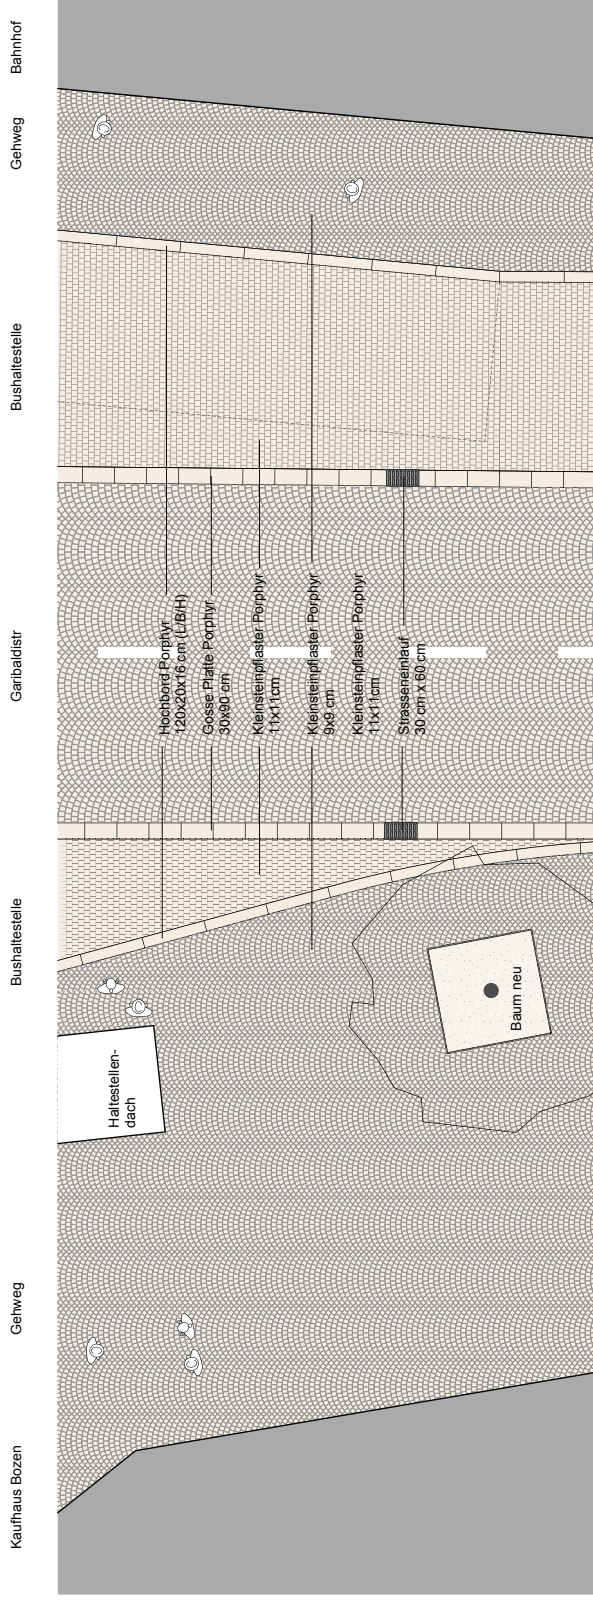 Kaufhaus Bozen
Gehweg
Bushaltestelle
Garibaldistr
Bushaltestelle
Gehweg
Bahnhof
Hochbord Porphyr
120x20x16 cm (L/B/H)
Gosse Platte Porphyr
30x90 cm
Kleinsteinpflaster Porphyr
11x11cm
Kleinsteinpflaster Porphyr
9x9 cm
Kleinsteinpflaster Porphyr
11x11cm
Strasseneinlauf
30 cm x 60 cm
Haltestellen-
dach
Baum neu